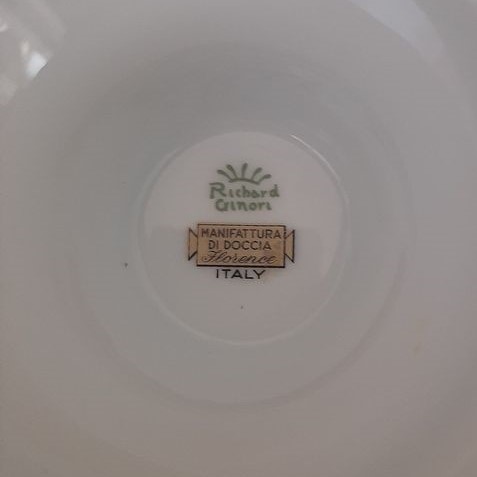 Richard
Ginori
MANIFATTURA
DI DOCCIA
Florence
ITALY